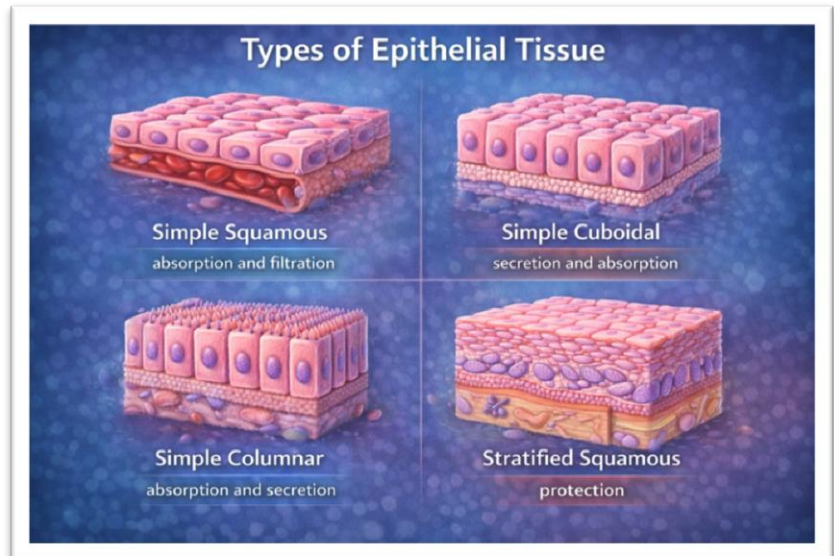 Types of Epithelial Tissue
Simple Squamous
absorption and filtration
Simple Cuboidal
secretion and absorption
Simple Columnar
absorption and secretion
Stratified Squamous
protection